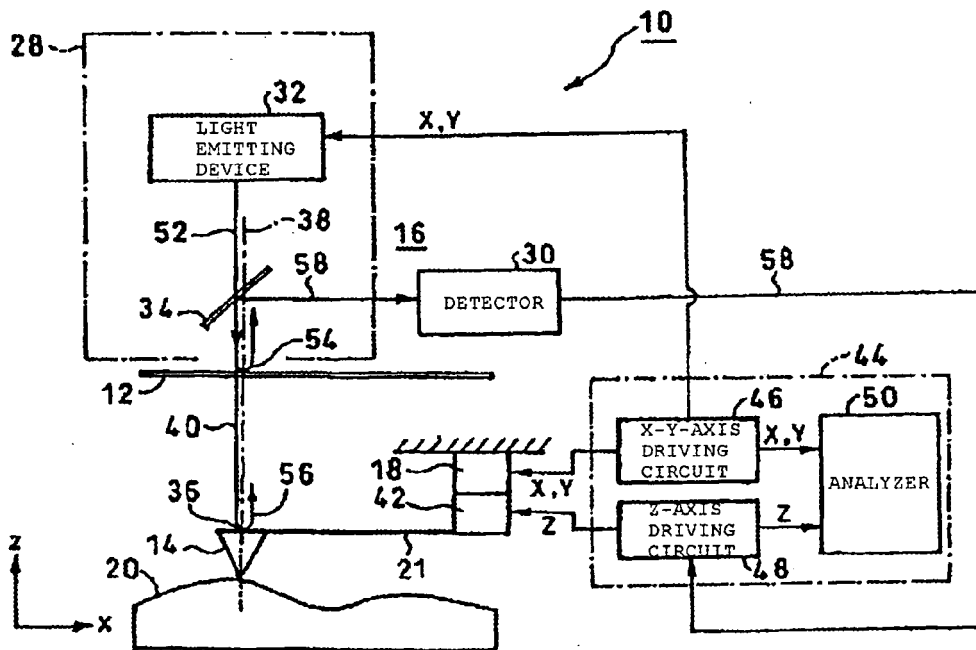 10
28
32
LIGHT
EMITTING
DEVICE
X,Y
52
38
16
58
30
DETECTOR
58
34
54
12
44
40
46
50
X-Y-AXIS
DRIVING
CIRCUIT
X,Y
ANALYZER
18
X,Y
42
Z
36
56
Z-AXIS
DRIVING
CIRCUIT
Z
48
14
21
20
Z
X